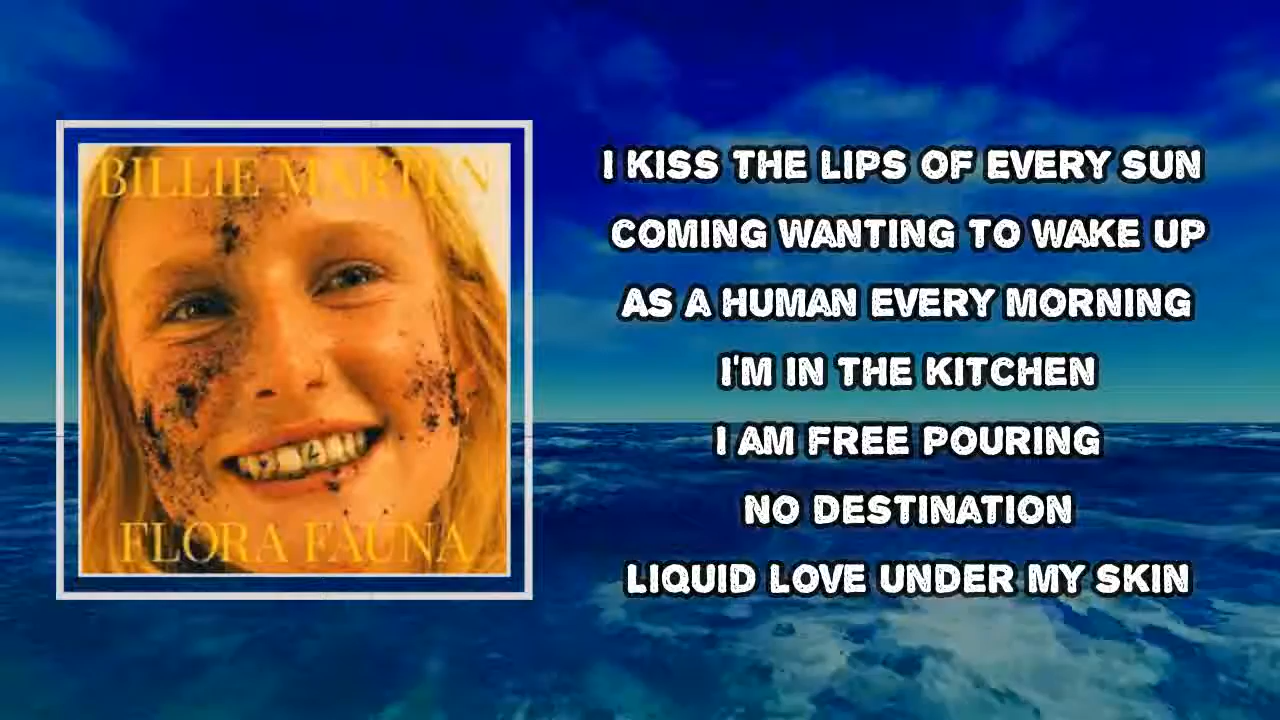 BILLIE MARTEN
FLORA FAUNA
I KISS THE LIPS OF EVERY SUN
COMING WANTING TO WAKE UP
AS A HUMAN EVERY MORNING
I'M IN THE KITCHEN
I AM FREE POURING
NO DESTINATION
LIQUID LOVE UNDER MY SKIN